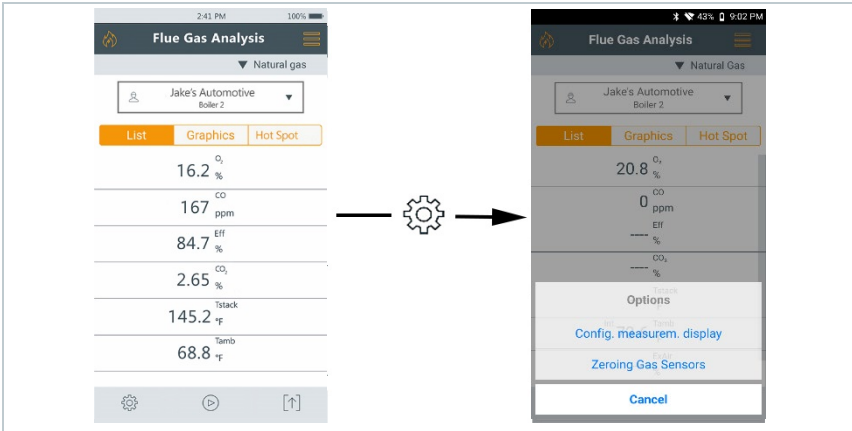 2:41 PM 100%
Flue Gas Analysis
▼ Natural gas
Jake's Automotive
Boiler 2
▼
List Graphics Hot Spot
16.2 O₂ %
167 CO ppm
84.7 Eff %
2.65 CO₂ %
145.2 Tstack °F
68.8 Tamb °F
43% 9:02 PM
Flue Gas Analysis
▼ Natural Gas
Jake's Automotive
Boiler 2
▼
List Graphics Hot Spot
20.8 O₂ %
0 CO ppm
---- Eff %
---- CO₂ %
Tstack
Options
Tamb
Config. measurem. display
Zeroing Gas Sensors
Cancel